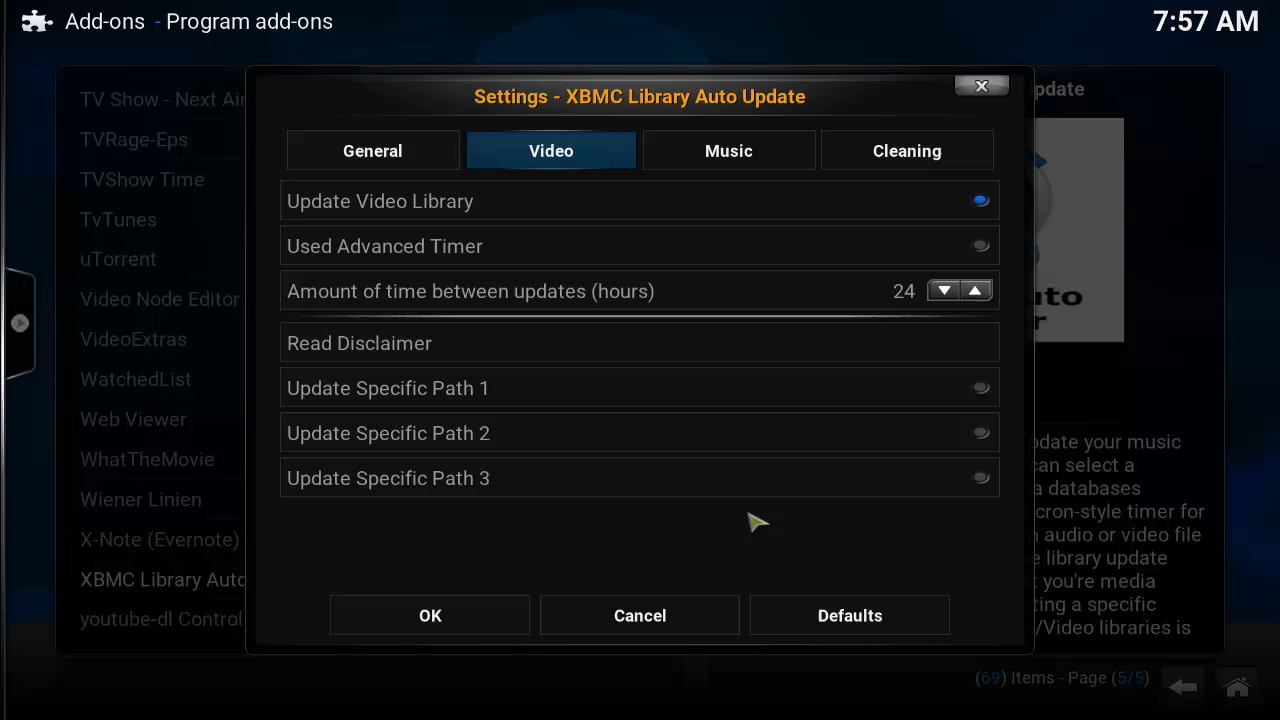 Add-ons - Program add-ons
7:57 AM
TV Show - Next Air
TVRage-Eps
TVShow Time
TvTunes
uTorrent
Video Node Editor
VideoExtras
WatchedList
Web Viewer
WhatTheMovie
Wiener Linien
X-Note (Evernote)
XBMC Library Auto
youtube-dl Control
Settings - XBMC Library Auto Update
General
Video
Music
Cleaning
Update Video Library
Used Advanced Timer
Amount of time between updates (hours) 24
Read Disclaimer
Update Specific Path 1
Update Specific Path 2
Update Specific Path 3
OK
Cancel
Defaults
pdate
uto
r
pdate your music
can select a
a databases
cron-style timer for
n audio or video file
e library update
t you're media
ting a specific
/Video libraries is
(69) Items - Page (5/5)